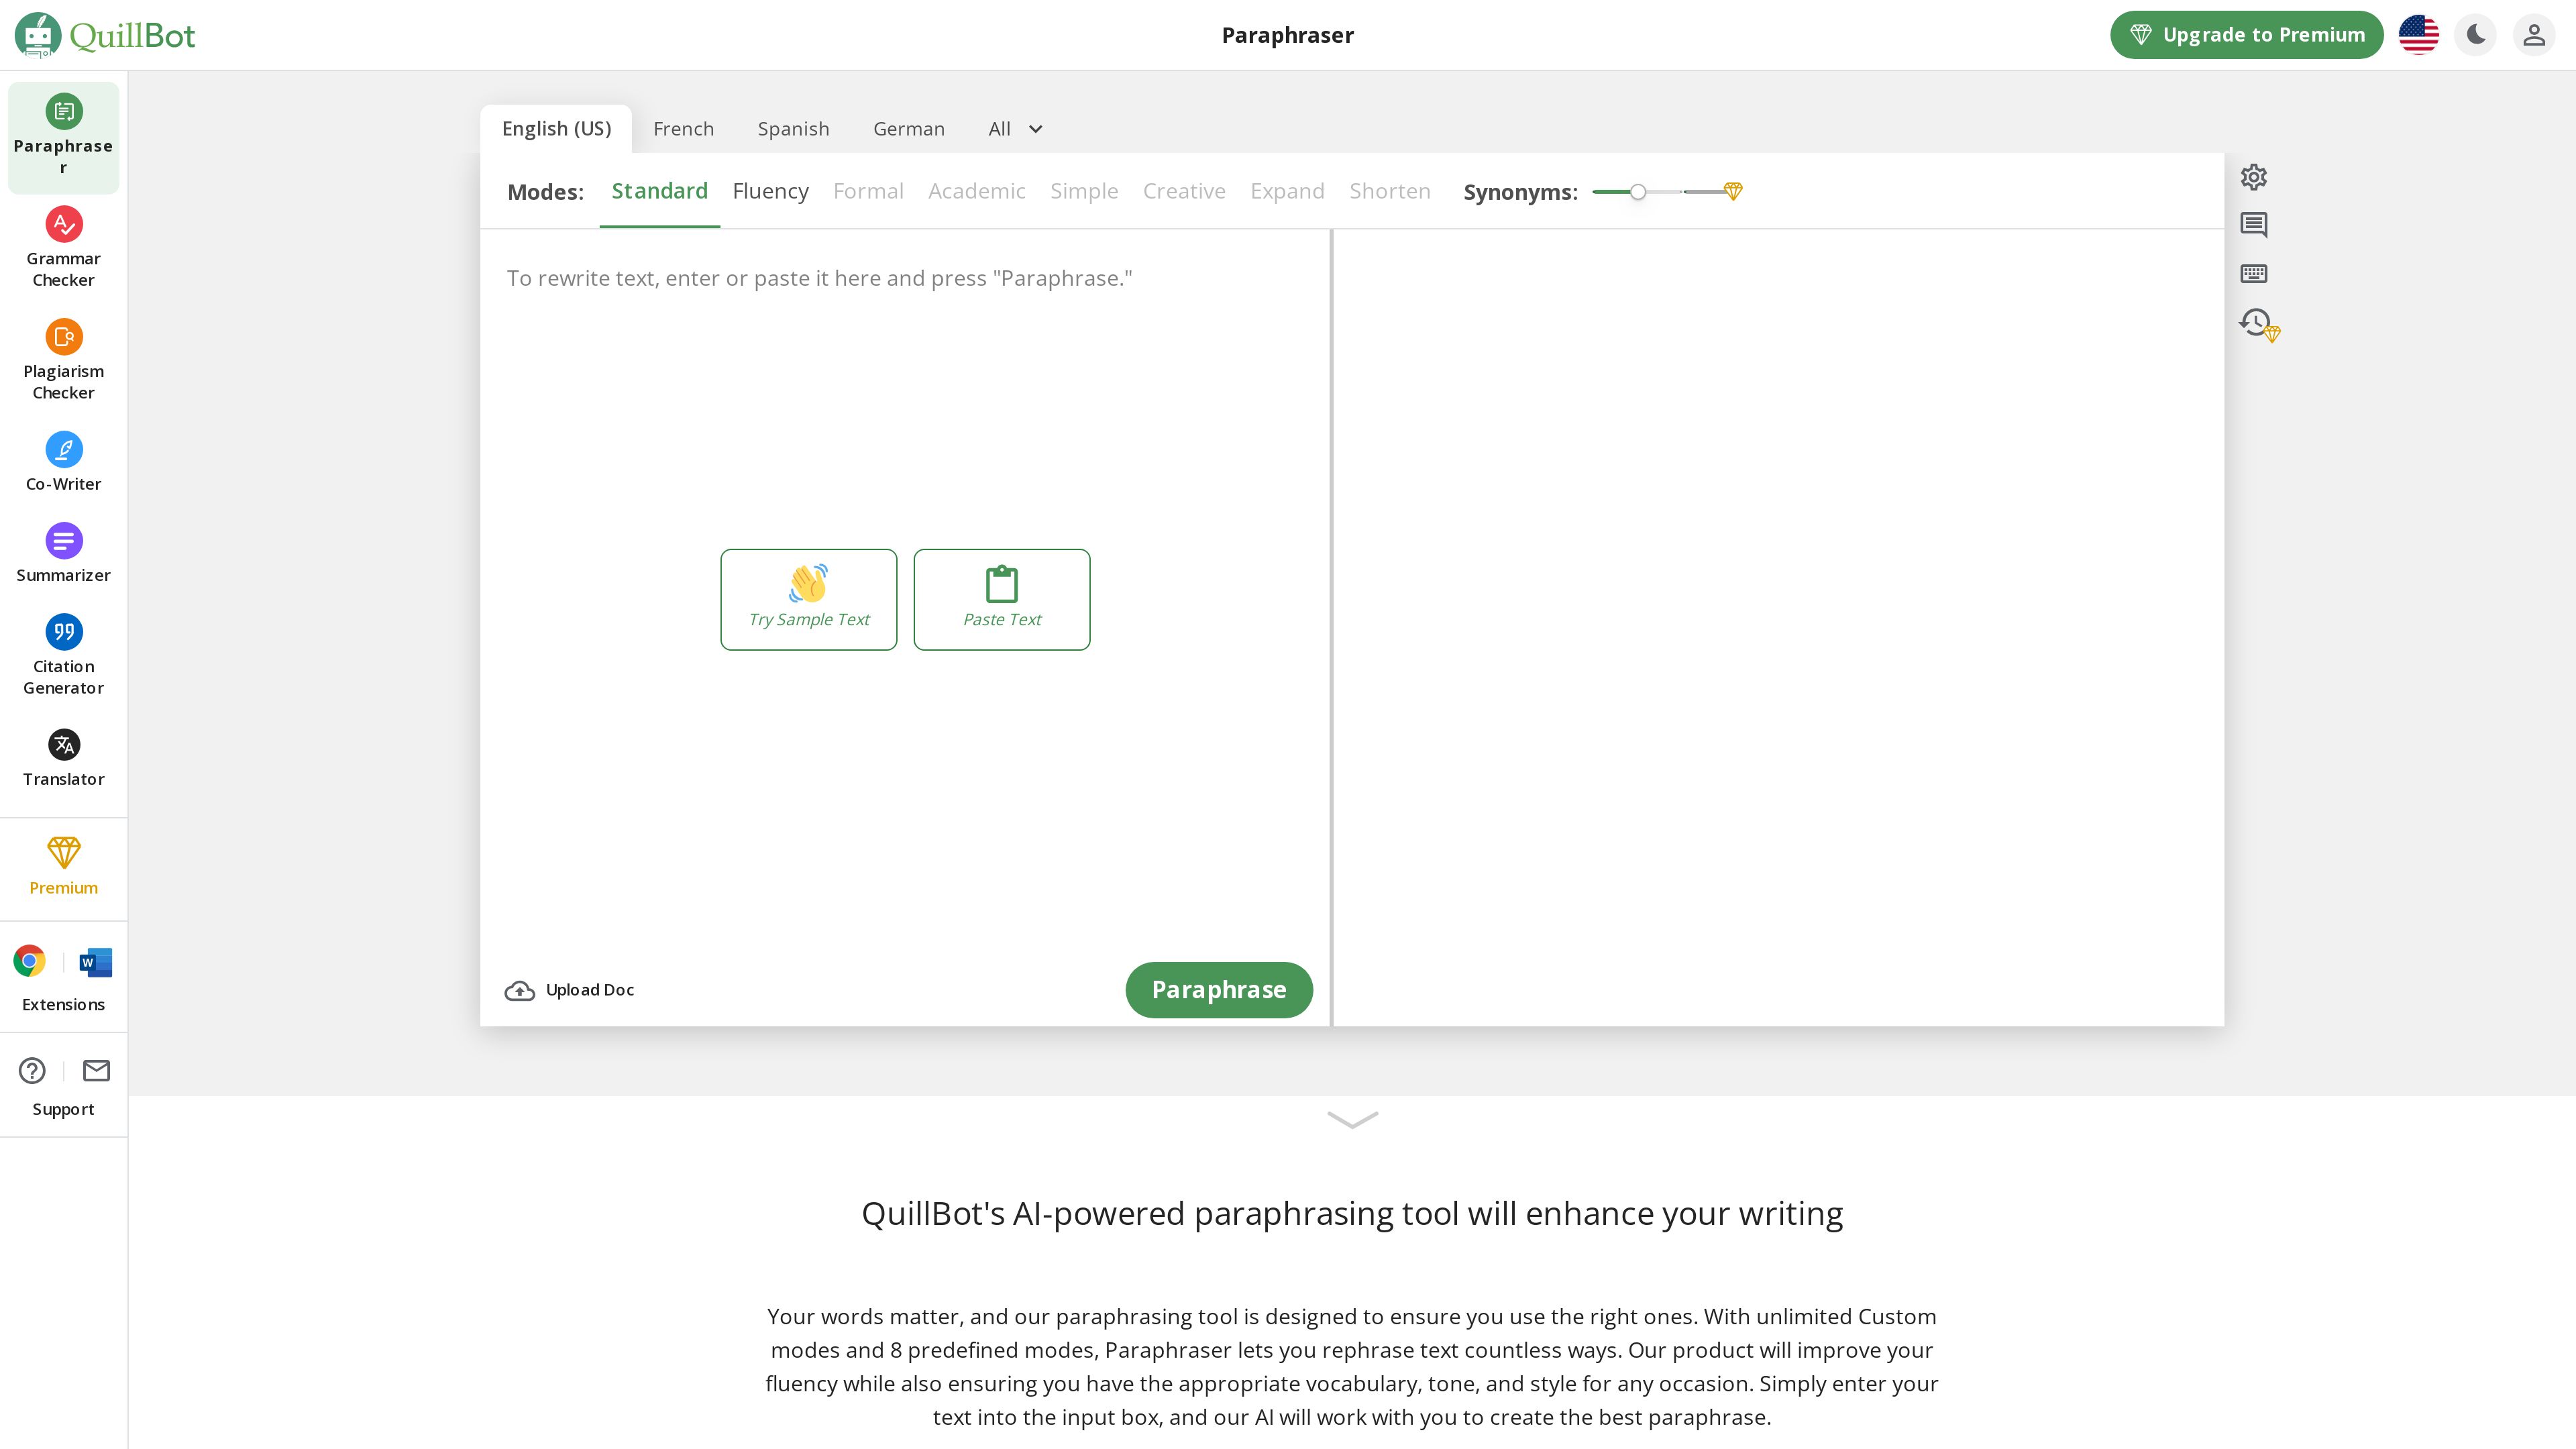 QuillBot
Paraphraser
Upgrade to Premium
Paraphrase
r
Grammar
Checker
Plagiarism
Checker
Co-Writer
Summarizer
Citation
Generator
Translator
Premium
Extensions
Support
English (US) French Spanish German All
Modes: Standard Fluency Formal Academic Simple Creative Expand Shorten Synonyms:
To rewrite text, enter or paste it here and press "Paraphrase."
Try Sample Text
Paste Text
Upload Doc
Paraphrase
QuillBot's AI-powered paraphrasing tool will enhance your writing
Your words matter, and our paraphrasing tool is designed to ensure you use the right ones. With unlimited Custom
modes and 8 predefined modes, Paraphraser lets you rephrase text countless ways. Our product will improve your
fluency while also ensuring you have the appropriate vocabulary, tone, and style for any occasion. Simply enter your
text into the input box, and our AI will work with you to create the best paraphrase.